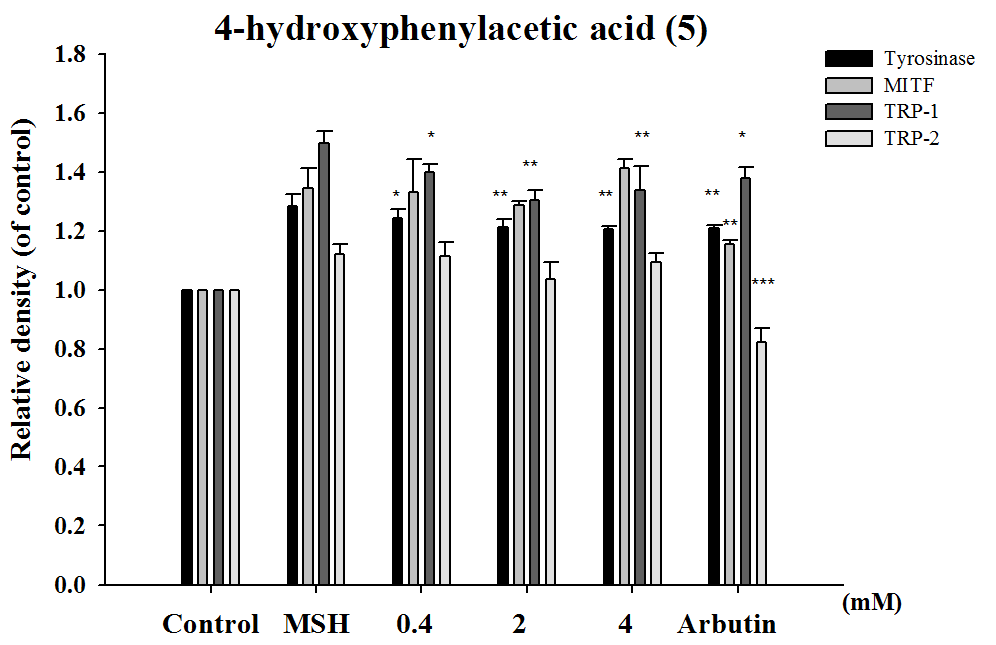 4-hydroxyphenylacetic acid (5)
Relative density (of control)
1.8
1.6
1.4
1.2
1.0
0.8
0.6
0.4
0.2
0.0
Tyrosinase
MITF
TRP-1
TRP-2
* * ** ** ** ** ** ** * ***
Control MSH 0.4 2 4 Arbutin
(mM)